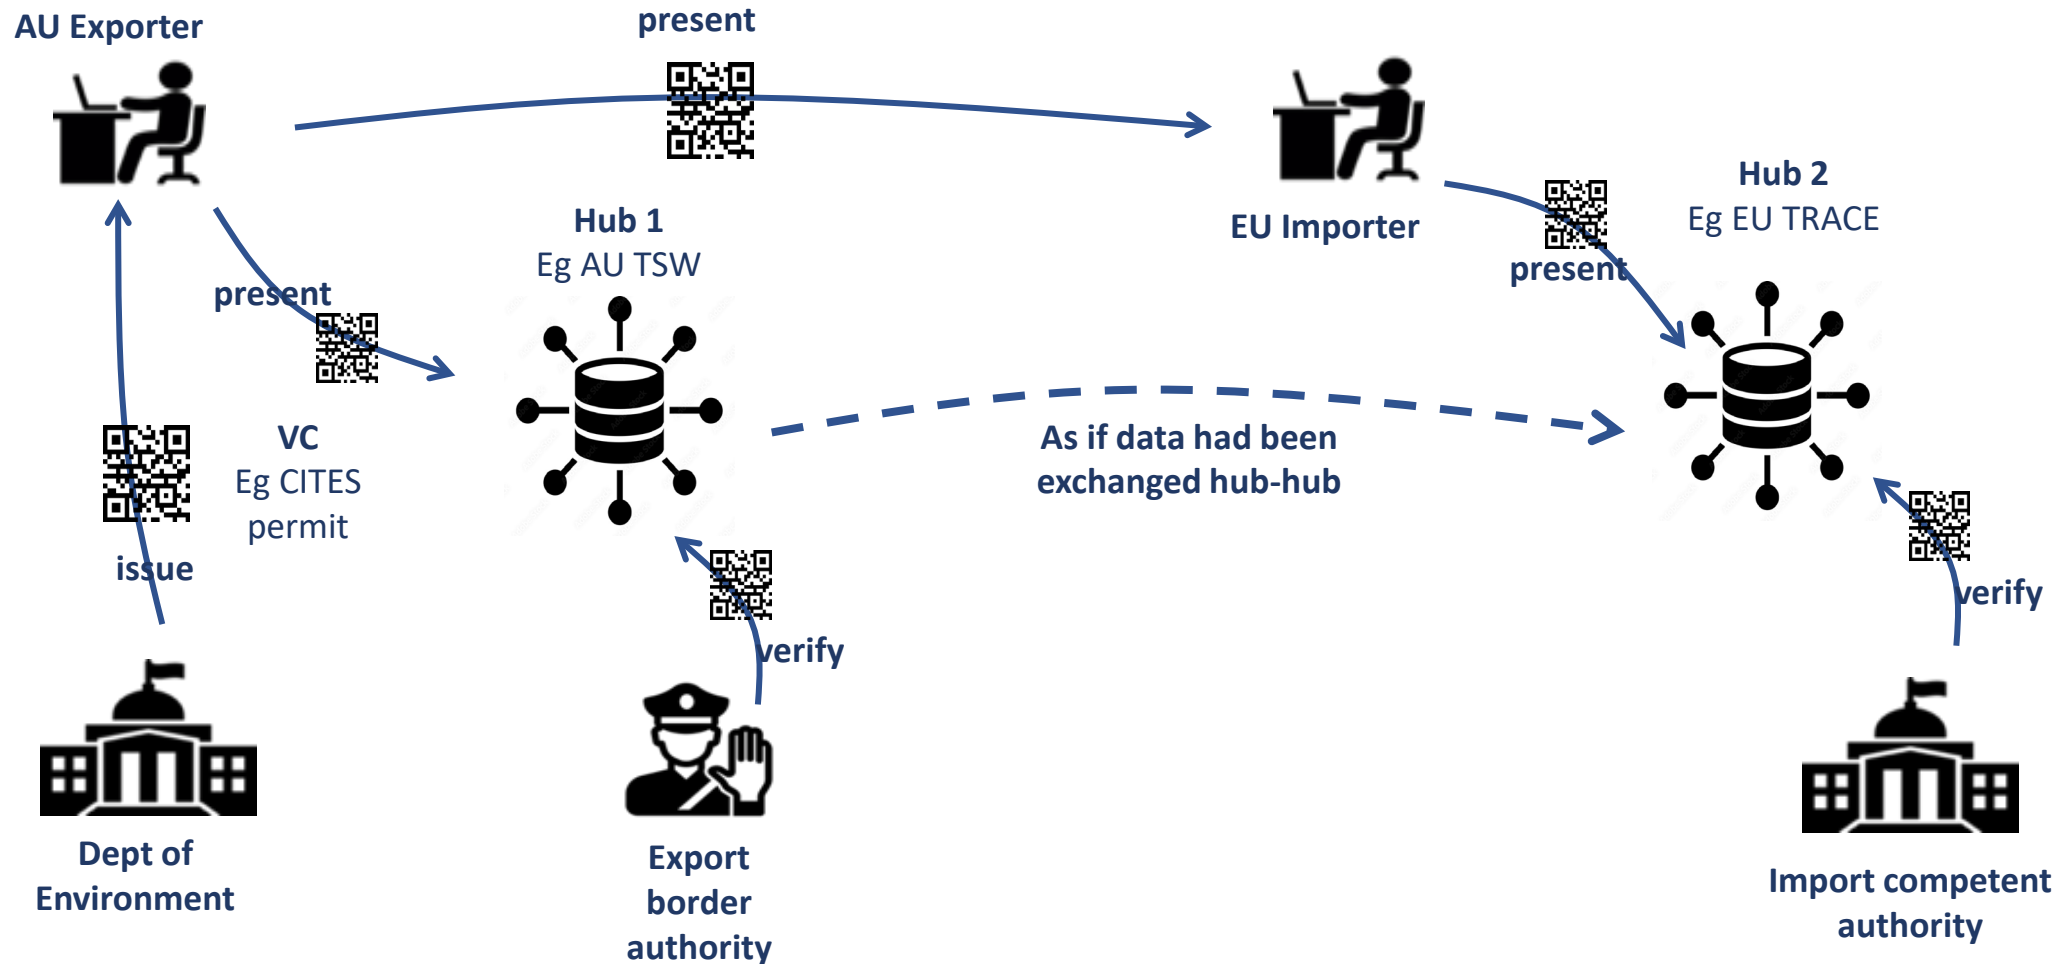 AU Exporter
present
Hub 1
Eg AU TSW
EU Importer
Hub 2
Eg EU TRACE
present
present
VC
Eg CITES
permit
issue
As if data had been
exchanged hub-hub
verify
verify
Dept of
Environment
Export
border
authority
Import competent
authority